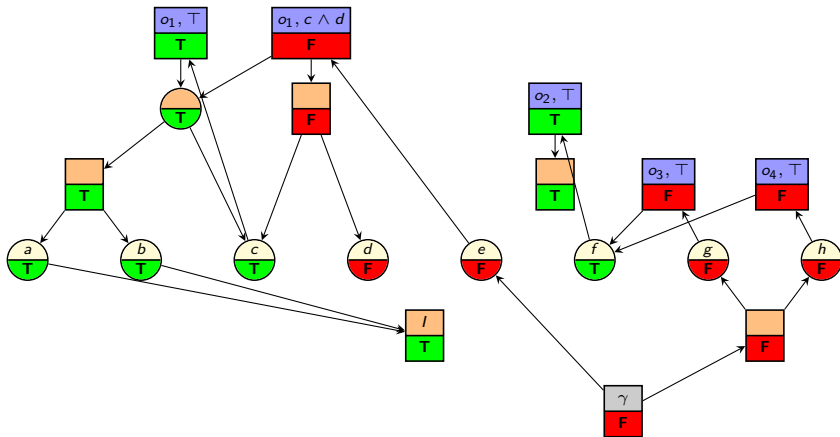 o₁, ⊤ o₁, c ∧ d
T F
o₂, ⊤
T F T
o₃, ⊤ o₄, ⊤
T T F F
a b c d e f g h
T T T F F T F F
I
T F
γ
F